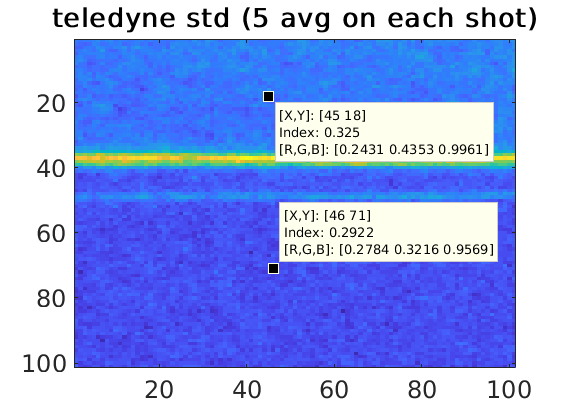 teledyne std (5 avg on each shot)
20
[X,Y]: [45 18]
Index: 0.325
[R,G,B]: [0.2431 0.4353 0.9961]
40
[X,Y]: [46 71]
Index: 0.2922
[R,G,B]: [0.2784 0.3216 0.9569]
60
80
100
20 40 60 80 100